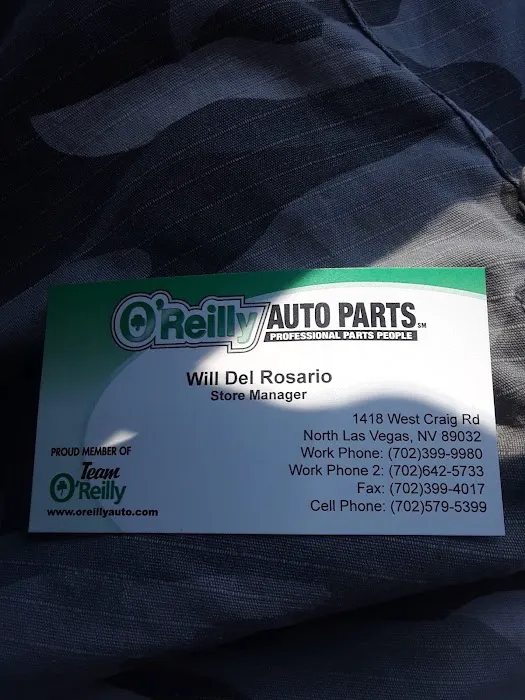 O'Reilly AUTO PARTS SM
PROFESSIONAL PARTS PEOPLE
Will Del Rosario
Store Manager
1418 West Craig Rd
North Las Vegas, NV 89032
Work Phone: (702)399-9980
Work Phone 2: (702)642-5733
Fax: (702)399-4017
Cell Phone: (702)579-5399
PROUD MEMBER OF
Team
O'Reilly
www.oreillyauto.com